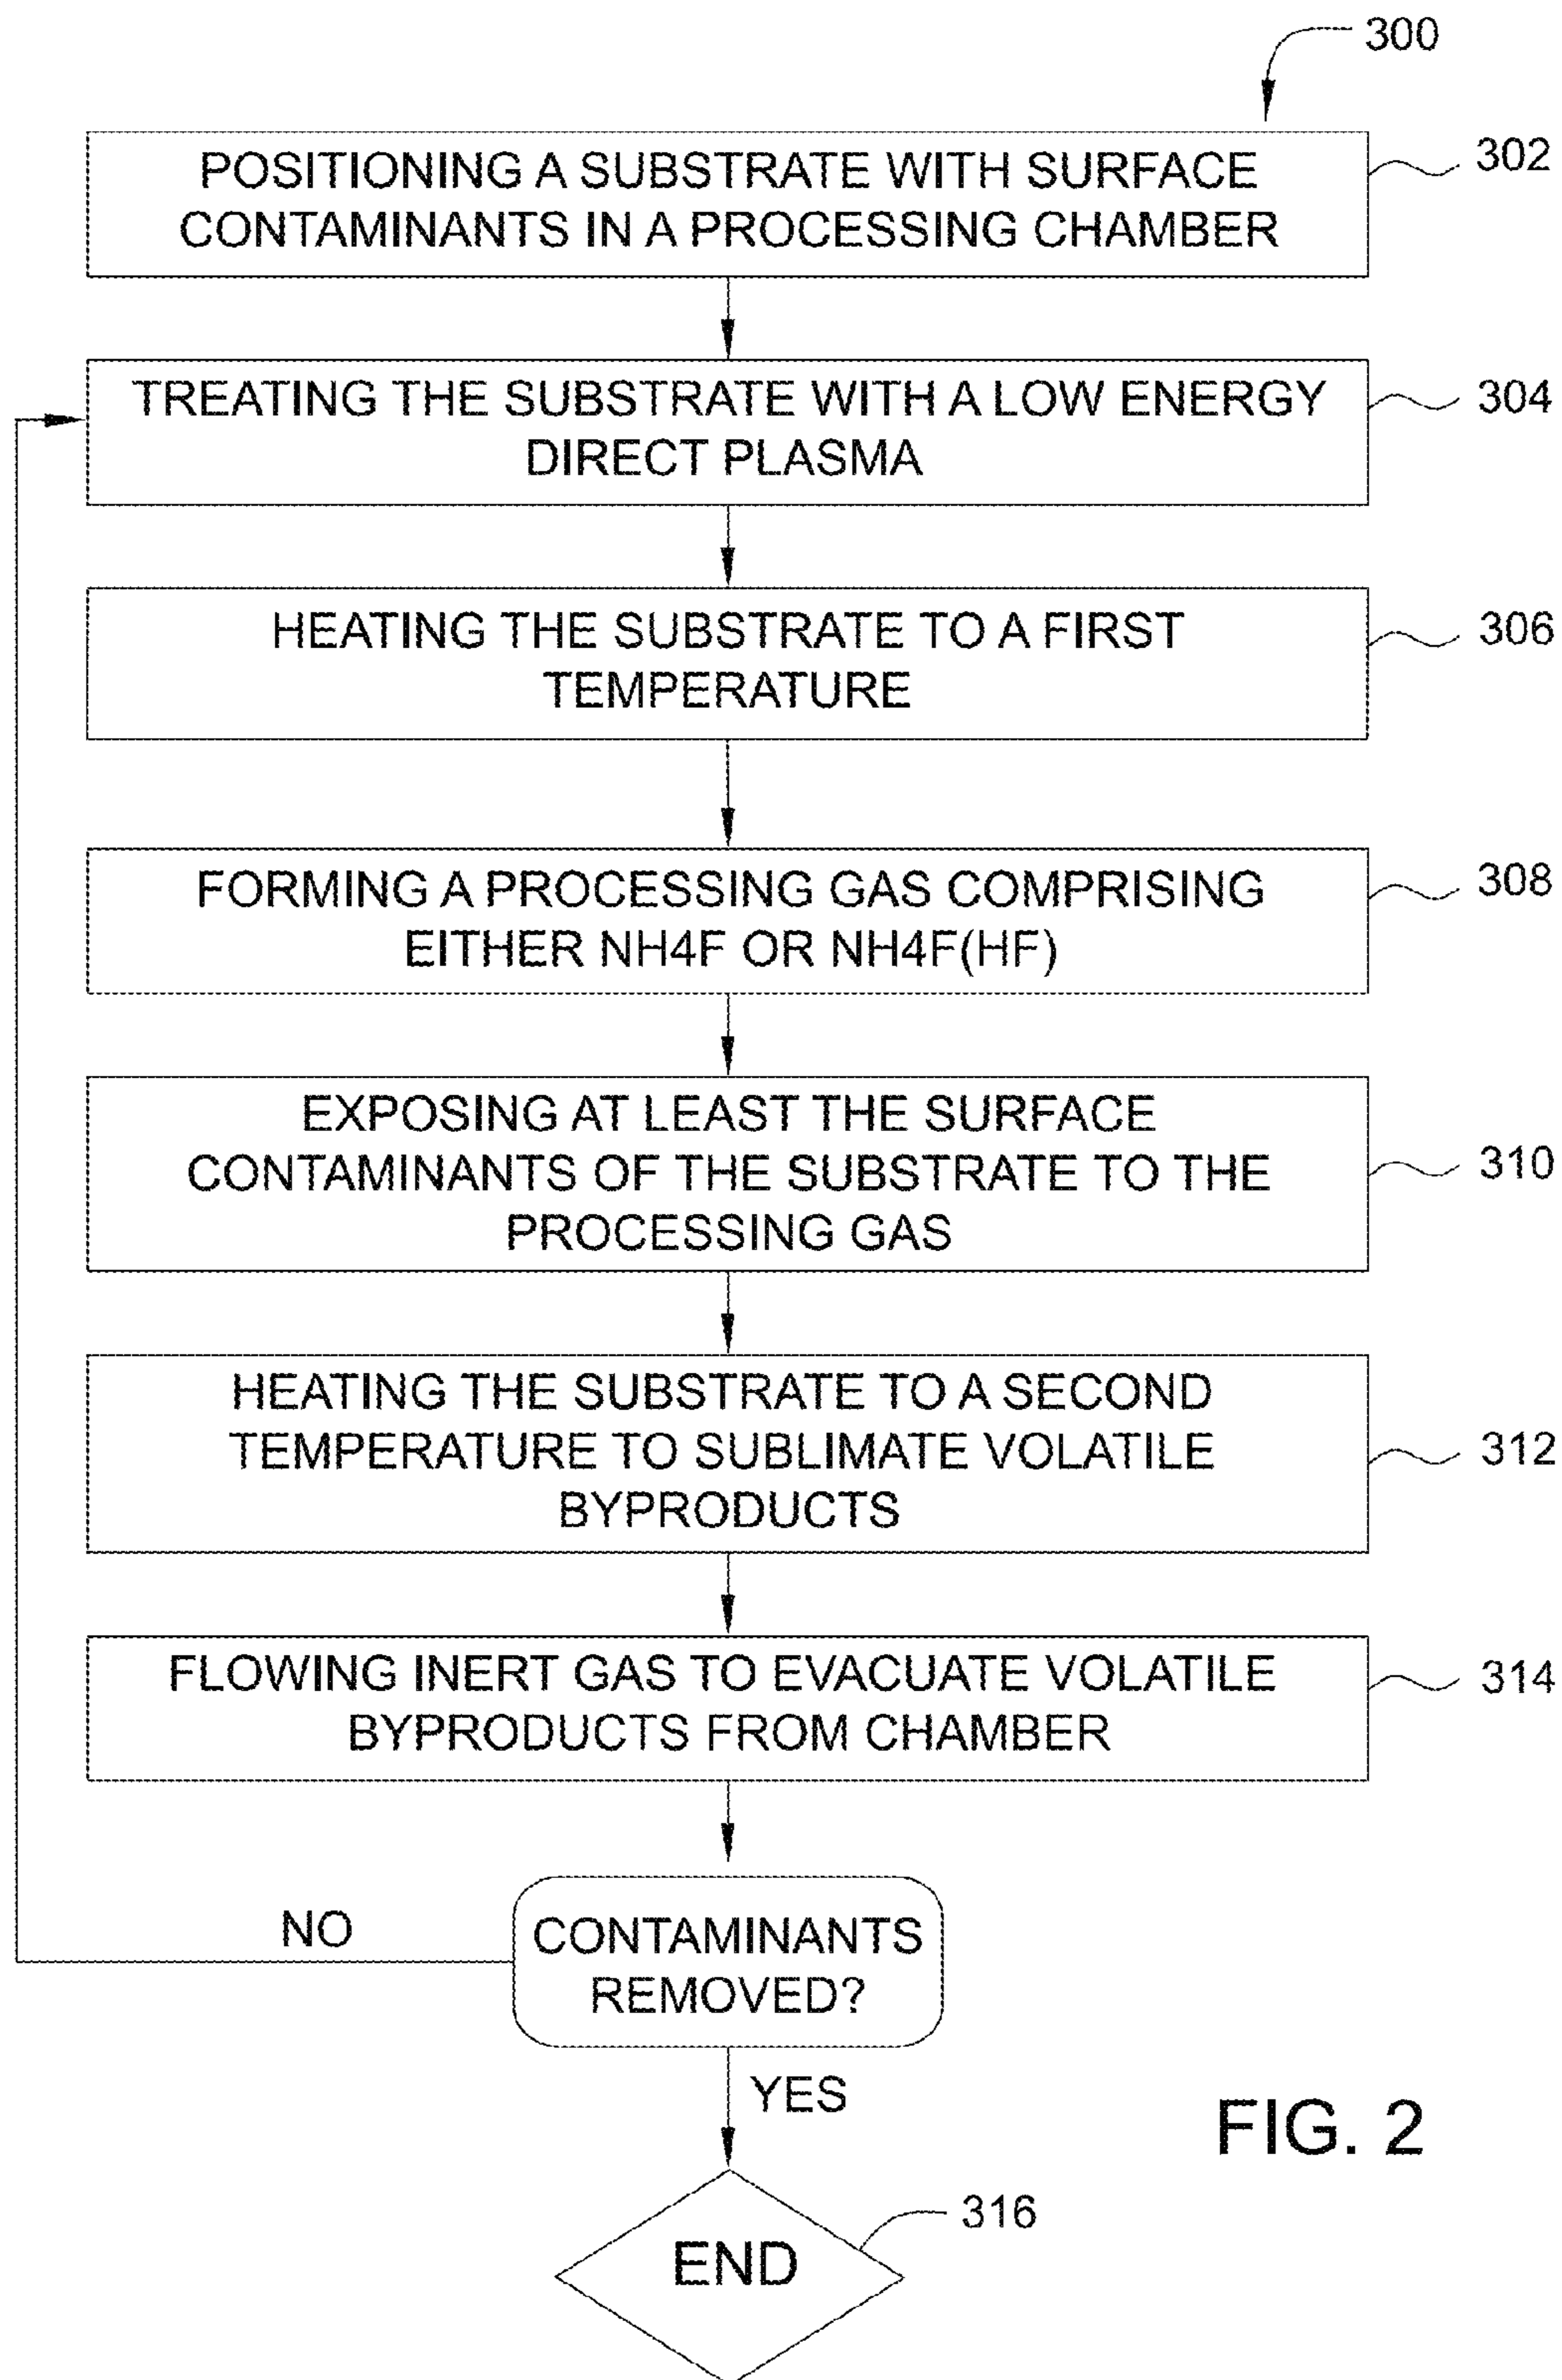 300
POSITIONING A SUBSTRATE WITH SURFACE
CONTAMINANTS IN A PROCESSING CHAMBER
302
TREATING THE SUBSTRATE WITH A LOW ENERGY
DIRECT PLASMA
304
HEATING THE SUBSTRATE TO A FIRST
TEMPERATURE
306
FORMING A PROCESSING GAS COMPRISING
EITHER NH4F OR NH4F(HF)
308
EXPOSING AT LEAST THE SURFACE
CONTAMINANTS OF THE SUBSTRATE TO THE
PROCESSING GAS
310
HEATING THE SUBSTRATE TO A SECOND
TEMPERATURE TO SUBLIMATE VOLATILE
BYPRODUCTS
312
FLOWING INERT GAS TO EVACUATE VOLATILE
BYPRODUCTS FROM CHAMBER
314
NO
CONTAMINANTS
REMOVED?
YES
FIG. 2
316
END